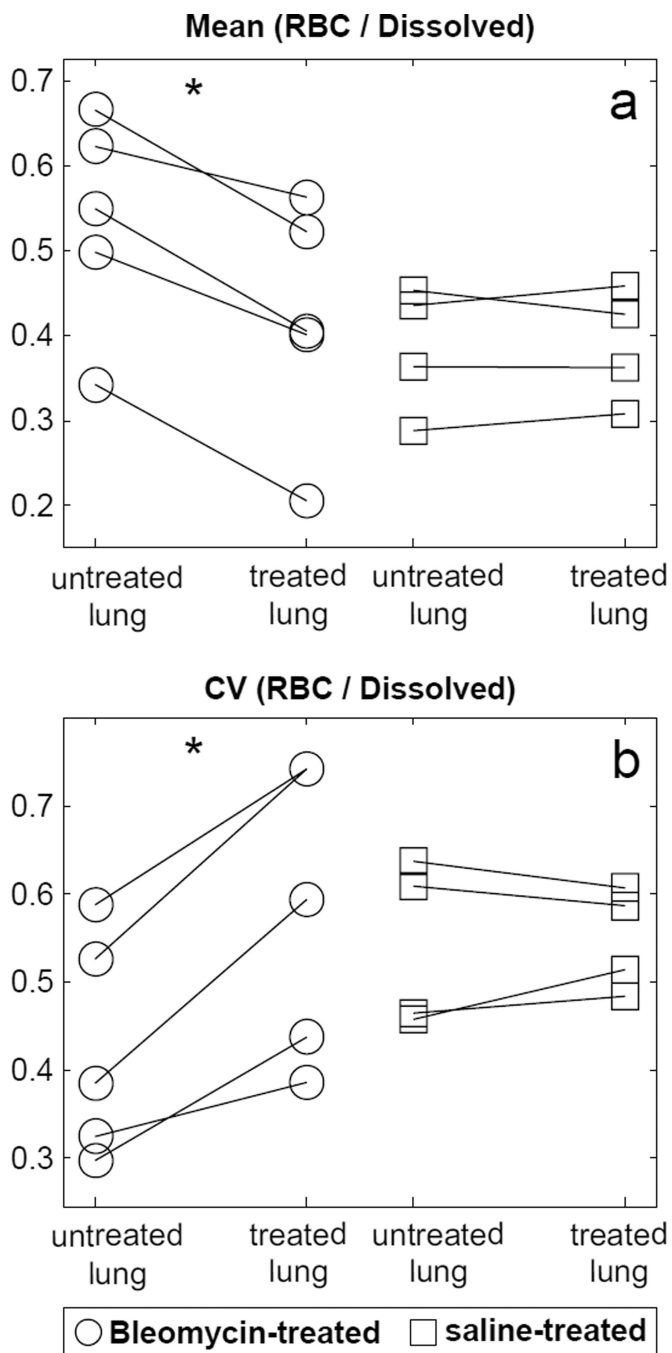 Mean (RBC / Dissolved)
0.7
*
a
0.6
0.5
0.4
0.3
0.2
untreated lung
treated lung
untreated lung
treated lung
CV (RBC / Dissolved)
*
b
0.7
0.6
0.5
0.4
0.3
untreated lung
treated lung
untreated lung
treated lung
Bleomycin-treated
saline-treated